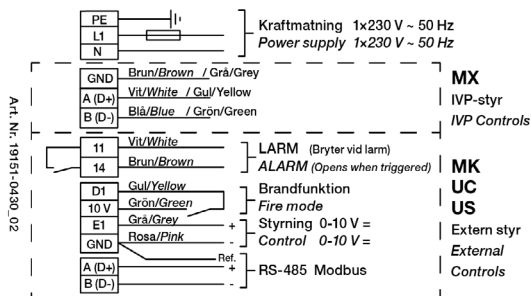 PE
L1
N
Kraftmatning 1×230 V ~ 50 Hz
Power supply 1×230 V ~ 50 Hz
GND Brun/Brown / Grå/Grey
A (D+) Vit/White / Gul/Yellow
B (D-) Blå/Blue / Grön/Green
MX
IVP-styr
IVP Controls
Art. Nr. 19151-0430_02
11 Vit/White
14 Brun/Brown
LARM (Bryter vid larm)
ALARM (Opens when triggered)
D1 Gul/Yellow
10 V Grön/Green
Brandfunktion
Fire mode
E1 Grå/Grey +
GND Rosa/Pink -
Styrning 0-10 V =
Control 0-10 V =
Ref.
A (D+) +
B (D-) -
RS-485 Modbus
MK
UC
US
Extern styr
External
Controls